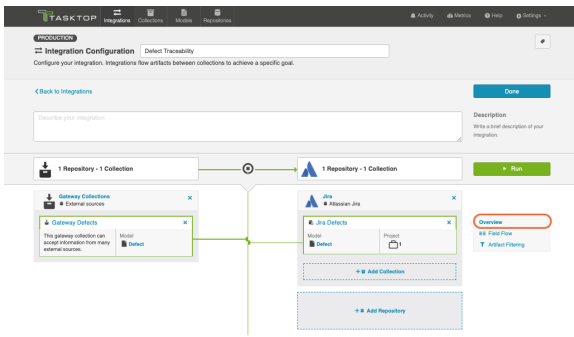 TASKTOP
Integrations
Collections
Models
Repositories
Activity
Metrics
Help
Settings
PRODUCTION
Integration Configuration
Defect Traceability
Configure your integration. Integrations flow artifacts between collections to achieve a specific goal.
Back to Integrations
Done
Describe your integration
Description
Write a brief description of your
integration.
1 Repository - 1 Collection
1 Repository - 1 Collection
Run
Gateway Collections
External sources
×
Jira
Atlassian Jira
×
Gateway Defects
×
This gateway collection can
accept information from many
external sources.
Model
Defect
Jira Defects
×
Model
Defect
Project
1
+ Add Collection
+ Add Repository
Overview
Field Flow
Artifact Filtering